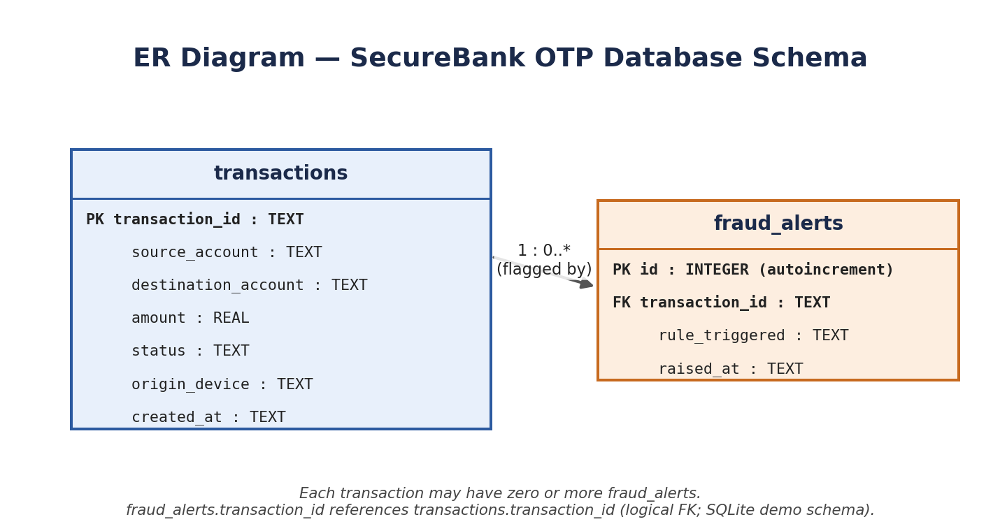 ER Diagram — SecureBank OTP Database Schema
transactions
PK transaction_id : TEXT
source_account : TEXT
destination_account : TEXT
amount : REAL
status : TEXT
origin_device : TEXT
created_at : TEXT
1 : 0..*
(flagged by)
fraud_alerts
PK id : INTEGER (autoincrement)
FK transaction_id : TEXT
rule_triggered : TEXT
raised_at : TEXT
Each transaction may have zero or more fraud_alerts.
fraud_alerts.transaction_id references transactions.transaction_id (logical FK; SQLite demo schema).